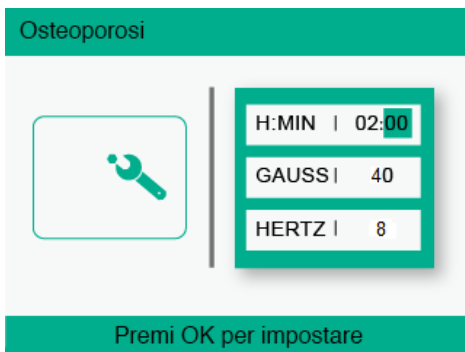 Osteoporosi
H:MIN | 02:00
GAUSS | 40
HERTZ | 8
Premi OK per impostare